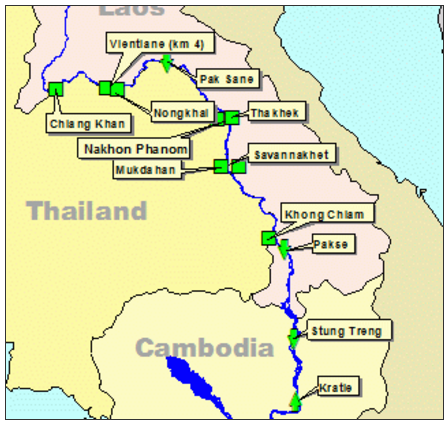 Laos
Vientiane (km 4)
Pak Sane
Nongkhai
Thakhek
Chiang Khan
Nakhon Phanom
Savannakhet
Mukdahan
Thailand
Khong Chiam
Pakse
Stung Treng
Cambodia
Kratie